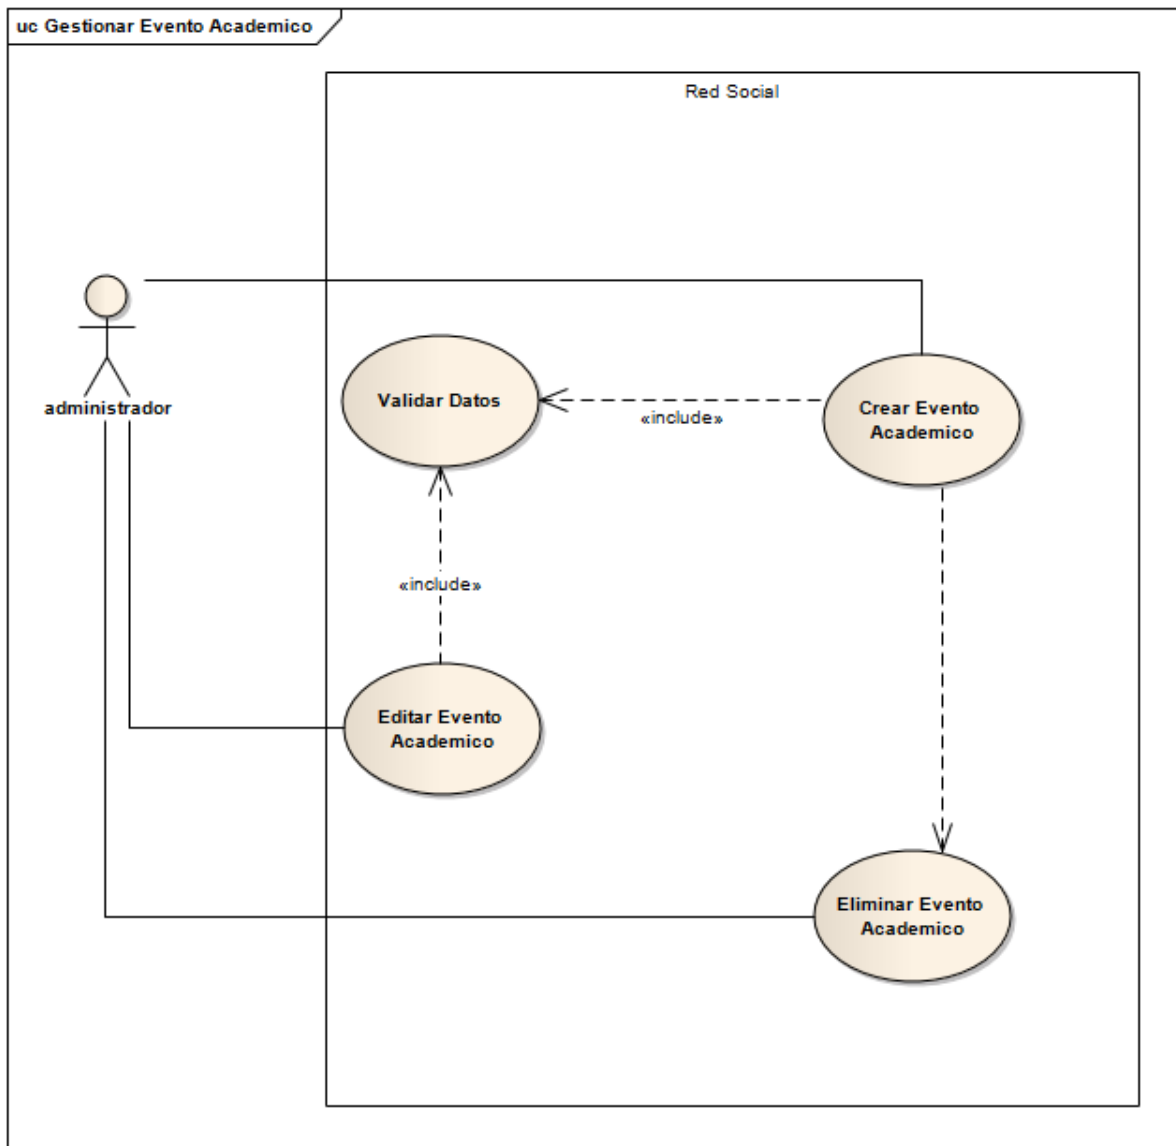 uc Gestionar Evento Academico
Red Social
administrador
Validar Datos
«include»
Crear Evento
Academico
«include»
Editar Evento
Academico
Eliminar Evento
Academico